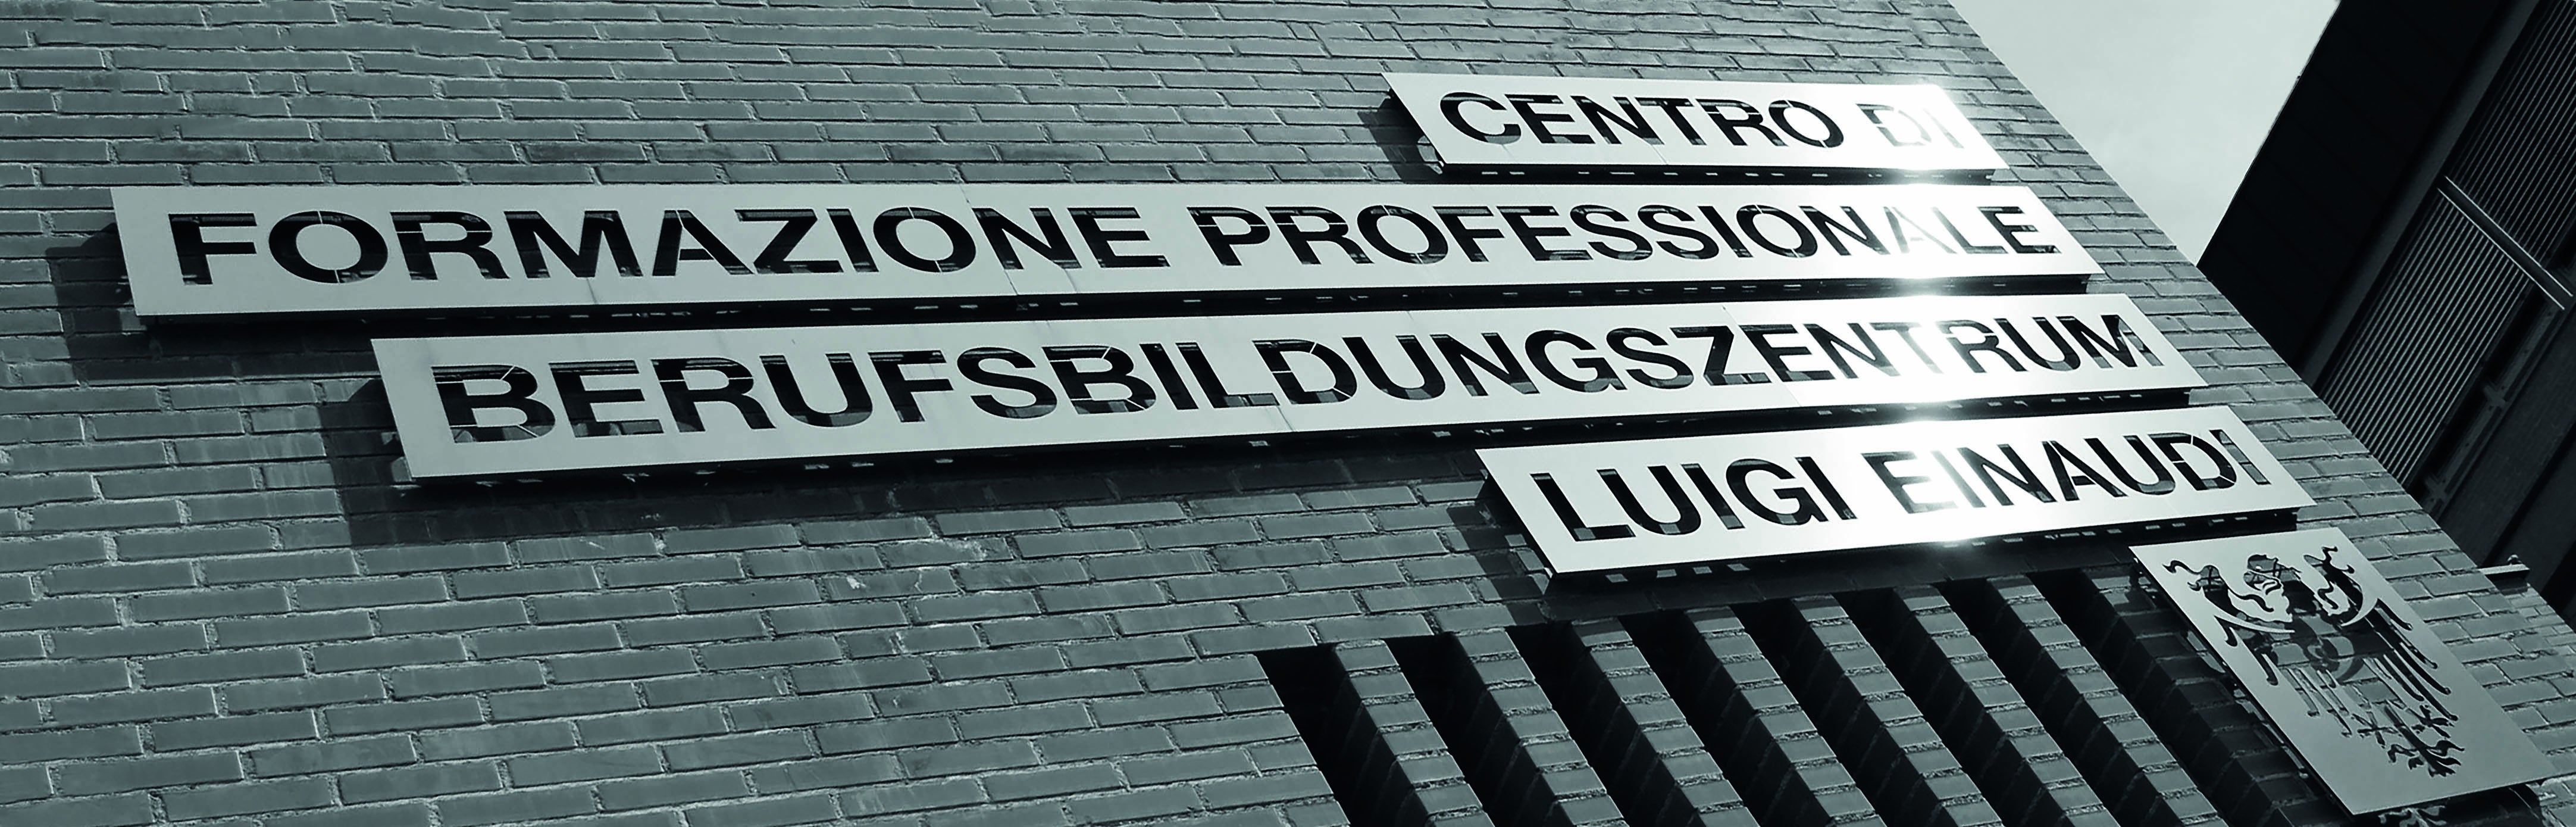 CENTRO DI
FORMAZIONE PROFESSIONALE
BERUFSBILDUNGSZENTRUM
LUIGI EINAUDI